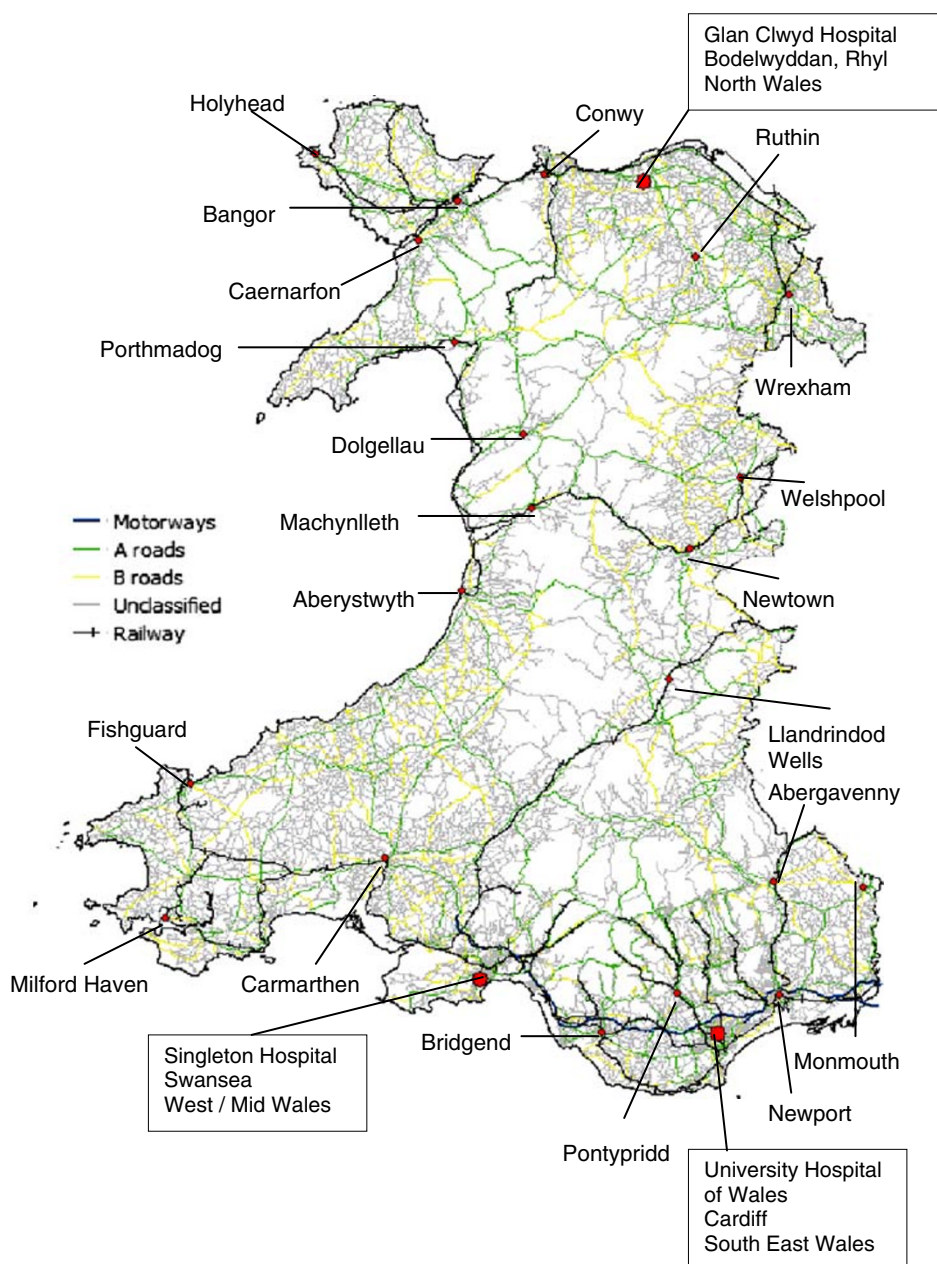 Glan Clwyd Hospital
Bodelwyddan, Rhyl
North Wales
Holyhead
Conwy
Ruthin
Bangor
Caernarfon
Porthmadog
Wrexham
Dolgellau
Welshpool
Machynlleth
Motorways
A roads
B roads
Unclassified
Railway
Aberystwyth
Newtown
Fishguard
Llandrindod
Wells
Abergavenny
Milford Haven
Carmarthen
Bridgend
Singleton Hospital
Swansea
West / Mid Wales
Monmouth
Newport
Pontypridd
University Hospital
of Wales
Cardiff
South East Wales